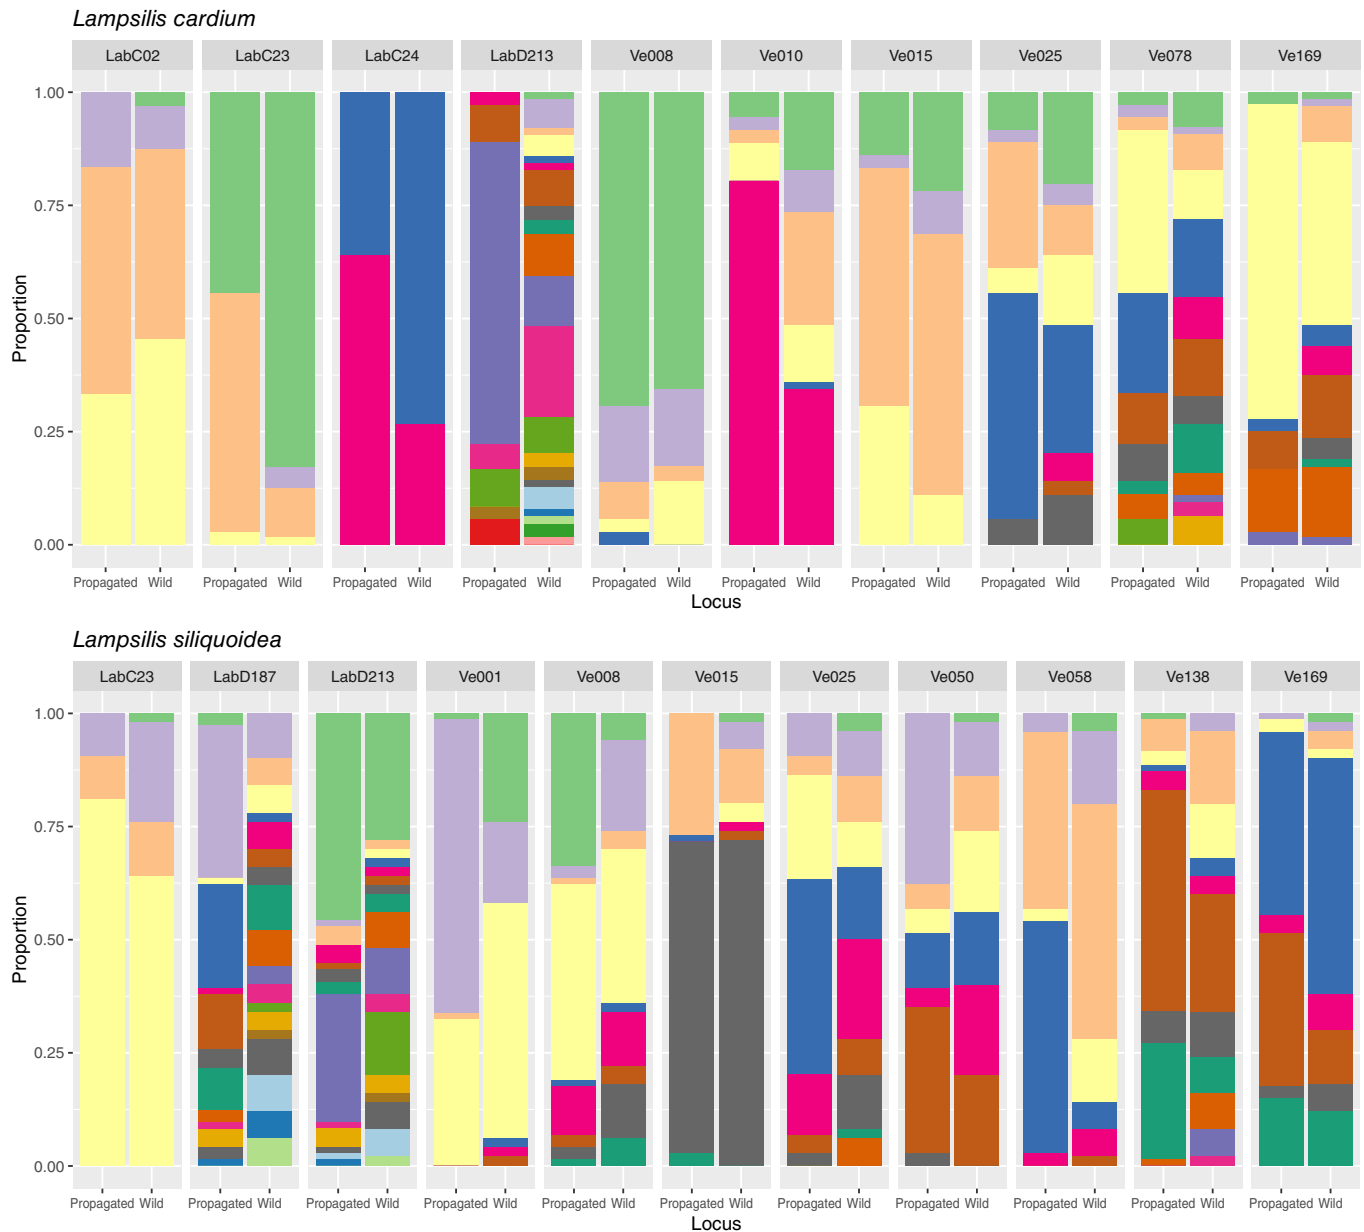 Lampsilis cardium
LabC02 LabC23 LabC24 LabD213 Ve008 Ve010 Ve015 Ve025 Ve078 Ve169
1.00
0.75
0.50
0.25
0.00
Proportion
Propagated Wild Propagated Wild Propagated Wild Propagated Wild Propagated Wild Propagated Wild Propagated Wild Propagated Wild Propagated Wild Propagated Wild
Locus
Lampsilis siliquoidea
LabC23 LabD187 LabD213 Ve001 Ve008 Ve015 Ve025 Ve050 Ve058 Ve138 Ve169
1.00
0.75
0.50
0.25
0.00
Proportion
Propagated Wild Propagated Wild Propagated Wild Propagated Wild Propagated Wild Propagated Wild Propagated Wild Propagated Wild Propagated Wild Propagated Wild Propagated Wild
Locus